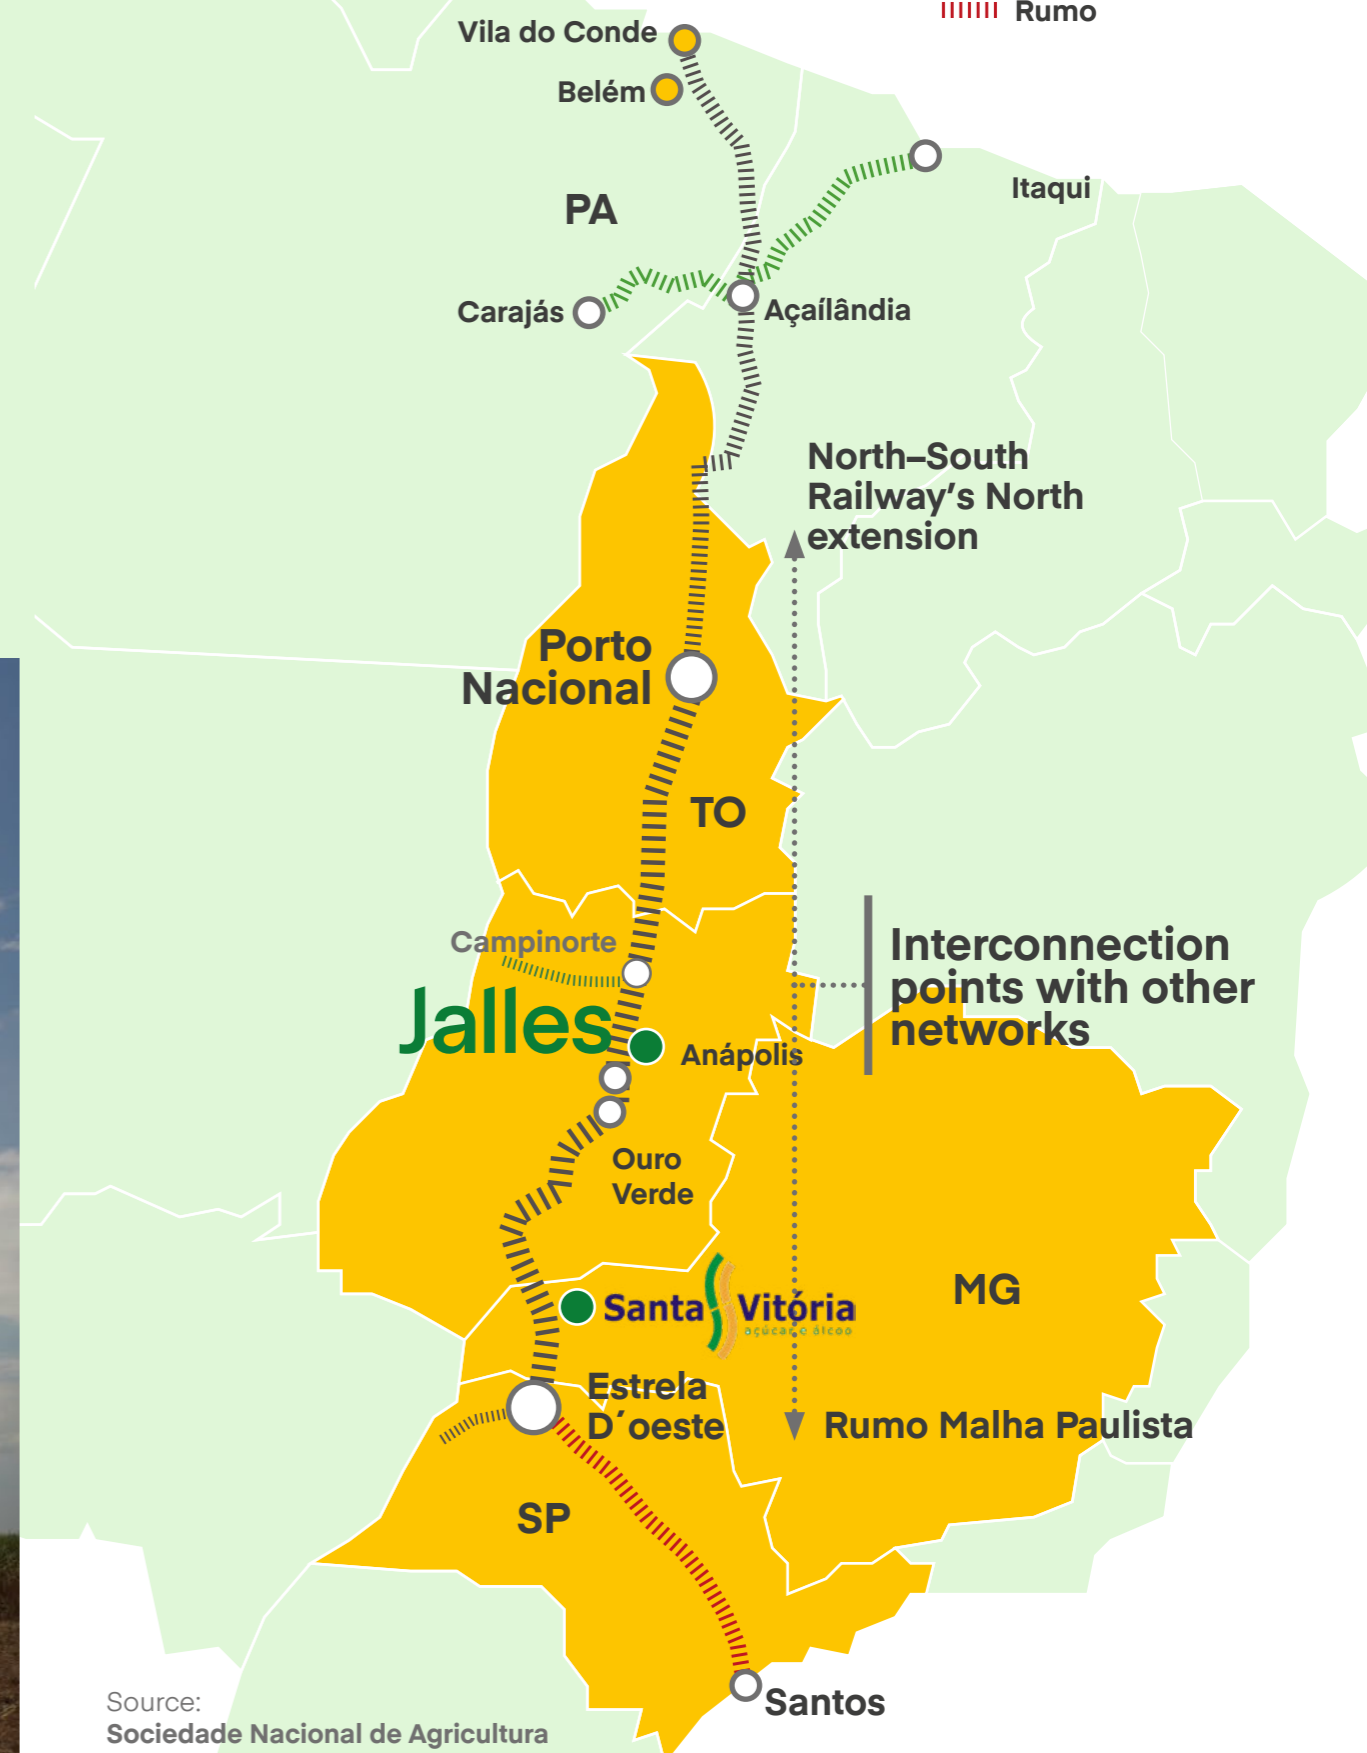 Rumo
Vila do Conde
Belém
Itaqui
PA
Carajás
Açaílândia
North–South
Railway's North
extension
Porto
Nacional
TO
Campinorte
Interconnection
points with other
networks
Jalles
Anápolis
Ouro
Verde
MG
Santa Vitória
açúcar e álcool
Estrela
D´oeste
Rumo Malha Paulista
SP
Santos
Source:
Sociedade Nacional de Agricultura